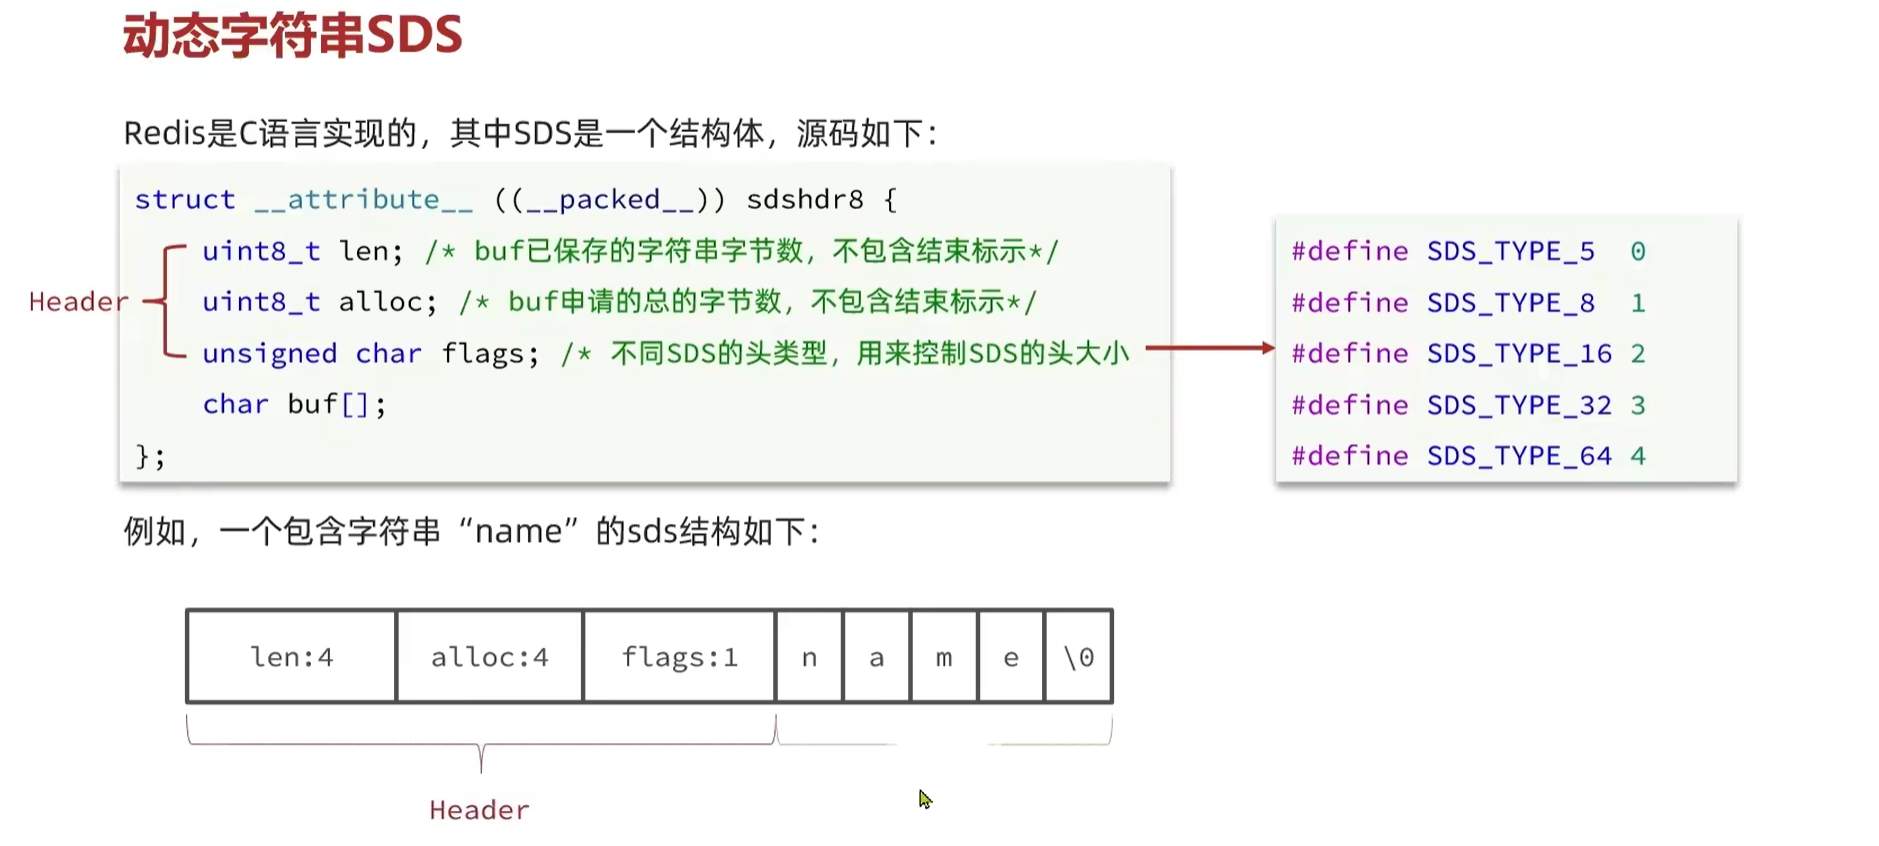 动态字符串SDS
Redis是C语言实现的，其中SDS是一个结构体，源码如下：
struct __attribute__ ((__packed__)) sdshdr8 {
uint8_t len; /* buf已保存的字符串字节数，不包含结束标示*/
uint8_t alloc; /* buf申请的总的字节数，不包含结束标示*/
unsigned char flags; /* 不同SDS的头类型，用来控制SDS的头大小
char buf[];
};
Header
#define SDS_TYPE_5 0
#define SDS_TYPE_8 1
#define SDS_TYPE_16 2
#define SDS_TYPE_32 3
#define SDS_TYPE_64 4
例如，一个包含字符串“name”的sds结构如下：
len:4 alloc:4 flags:1 n a m e \0
Header